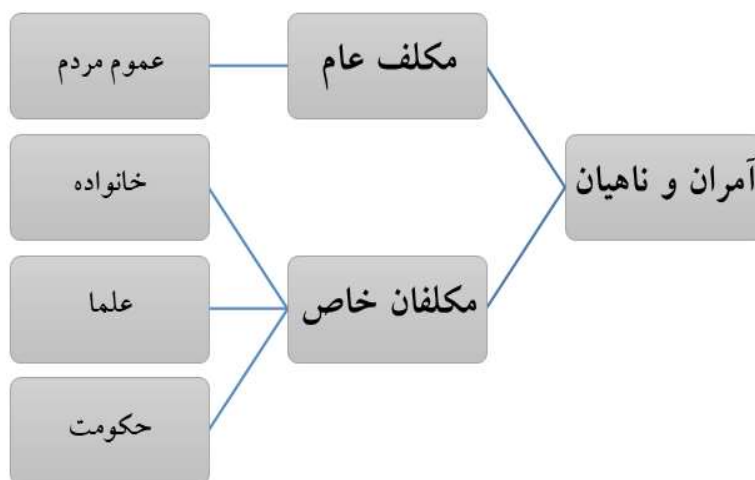 آمران و ناهیان
مکلف عام
عموم مردم
مکلفان خاص
خانواده
علما
حکومت